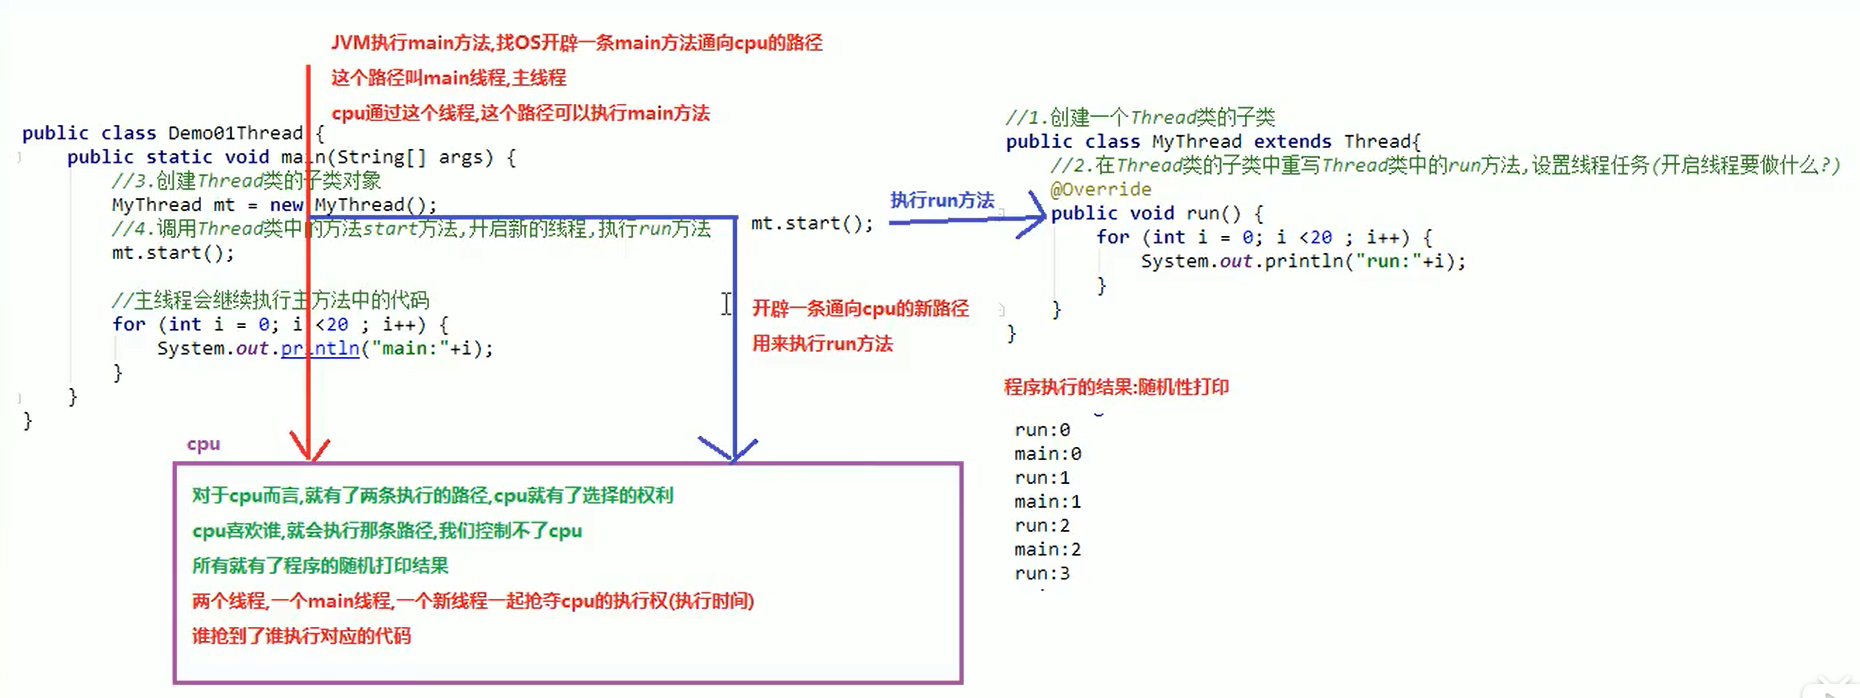 JVM执行main方法,找OS开辟一条main方法通向cpu的路径
这个路径叫main线程,主线程
cpu通过这个线程,这个路径可以执行main方法
public class Demo01Thread {
public static void main(String[] args) {
//3.创建Thread类的子类对象
MyThread mt = new MyThread();
//4.调用Thread类中的方法start方法,开启新的线程,执行run方法
mt.start();
//主线程会继续执行主方法中的代码
for (int i = 0; i <20 ; i++) {
System.out.println("main:"+i);
}
}
}
mt.start();
执行run方法
开辟一条通向cpu的新路径
用来执行run方法
//1.创建一个Thread类的子类
public class MyThread extends Thread{
//2.在Thread类的子类中重写Thread类中的run方法,设置线程任务(开启线程要做什么?)
@Override
public void run() {
for (int i = 0; i <20 ; i++) {
System.out.println("run:"+i);
}
}
}
程序执行的结果:随机性打印
run:0
main:0
run:1
main:1
run:2
main:2
run:3
cpu
对于cpu而言,就有了两条执行的路径,cpu就有了选择的权利
cpu喜欢谁,就会执行那条路径,我们控制不了cpu
所有就有了程序的随机打印结果
两个线程,一个main线程,一个新线程一起抢夺cpu的执行权(执行时间)
谁抢到了谁执行对应的代码